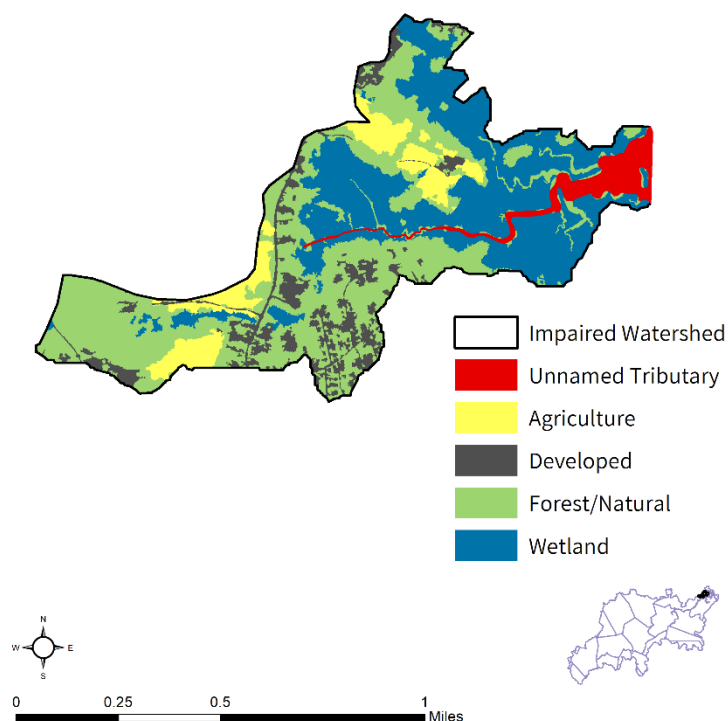 Impaired Watershed
Unnamed Tributary
Agriculture
Developed
Forest/Natural
Wetland
N
W E
S
0 0.25 0.5 1
Miles